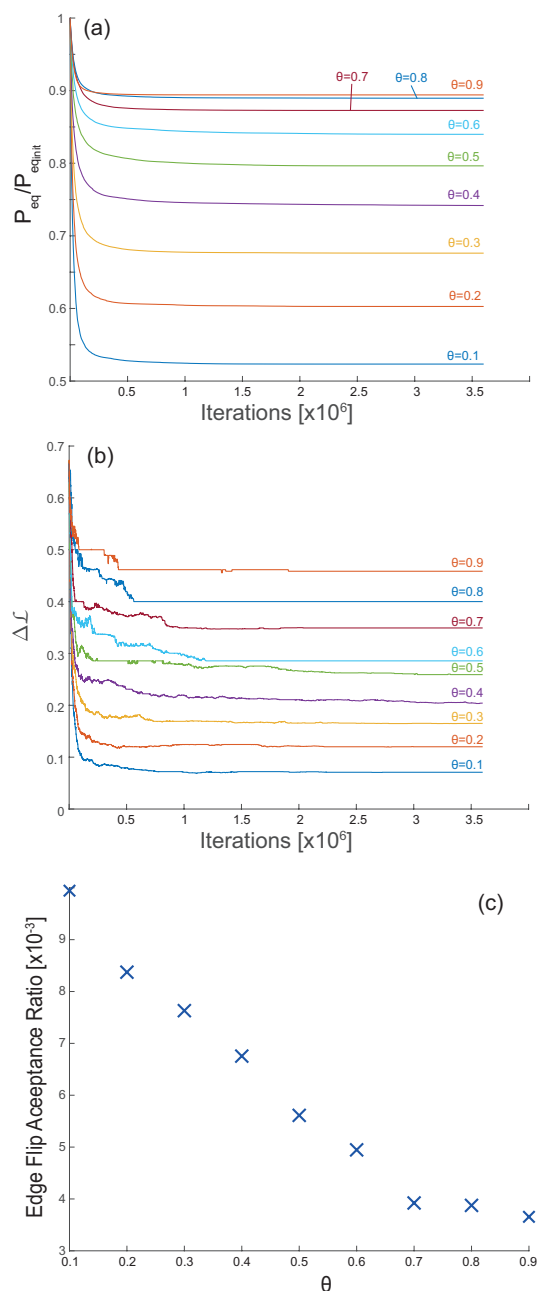 (a)
1
0.9
0.8
0.7
0.6
0.5
P_eq/P_eq_init
θ=0.7
θ=0.8
θ=0.9
θ=0.6
θ=0.5
θ=0.4
θ=0.3
θ=0.2
θ=0.1
0.5 1 1.5 2 2.5 3 3.5
Iterations [x10^6]
(b)
0.7
0.6
0.5
0.4
0.3
0.2
0.1
0
Δℒ
θ=0.9
θ=0.8
θ=0.7
θ=0.6
θ=0.5
θ=0.4
θ=0.3
θ=0.2
θ=0.1
0.5 1 1.5 2 2.5 3 3.5
Iterations [x10^6]
(c)
9
8
7
6
5
4
3
Edge Flip Aceeptance Ratio [x10^-3]
0.1 0.2 0.3 0.4 0.5 0.6 0.7 0.8 0.9
θ